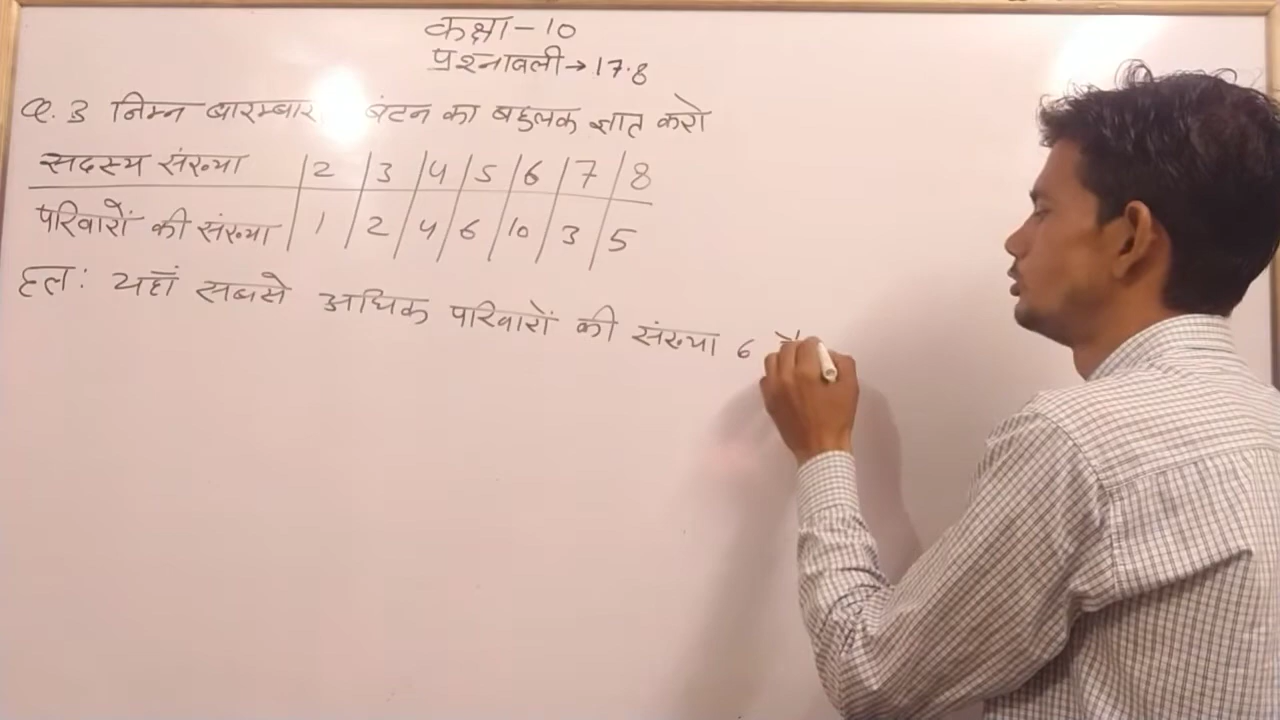 कक्षा - 10
प्रश्नावली → 17.8
Q. 3 निम्न बारम्बार बंटन का बहुलक ज्ञात करो
सदस्य संख्या | 2 | 3 | 4 | 5 | 6 | 7 | 8
परिवारों की संख्या | 1 | 2 | 4 | 6 | 10 | 3 | 5
हल: यहाँ सबसे अधिक परिवारों की संख्या 6